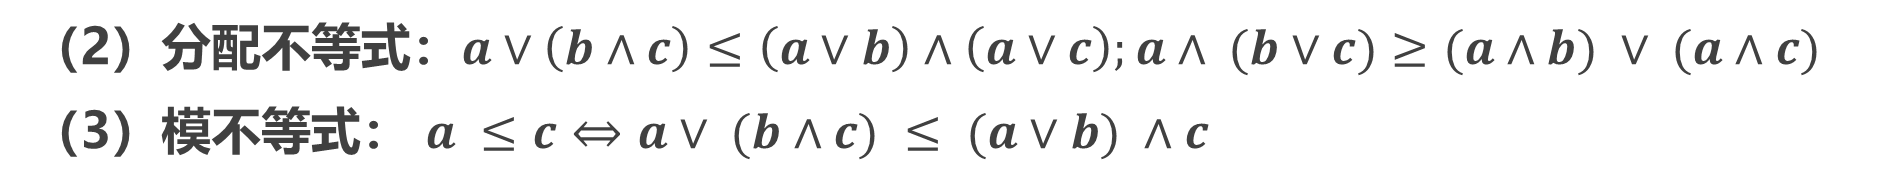 （2）分配不等式：a ∨ (b ∧ c) ≤ (a ∨ b) ∧ (a ∨ c); a ∧ (b ∨ c) ≥ (a ∧ b) ∨ (a ∧ c)
（3）模不等式： a ≤ c ⇔ a ∨ (b ∧ c) ≤ (a ∨ b) ∧ c